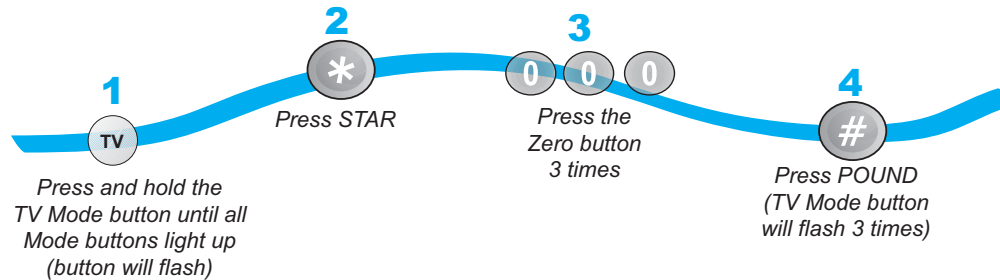 1
TV
Press and hold the
TV Mode button until all
Mode buttons light up
(button will flash)
2
*
Press STAR
3
0 0 0
Press the
Zero button
3 times
4
#
Press POUND
(TV Mode button
will flash 3 times)